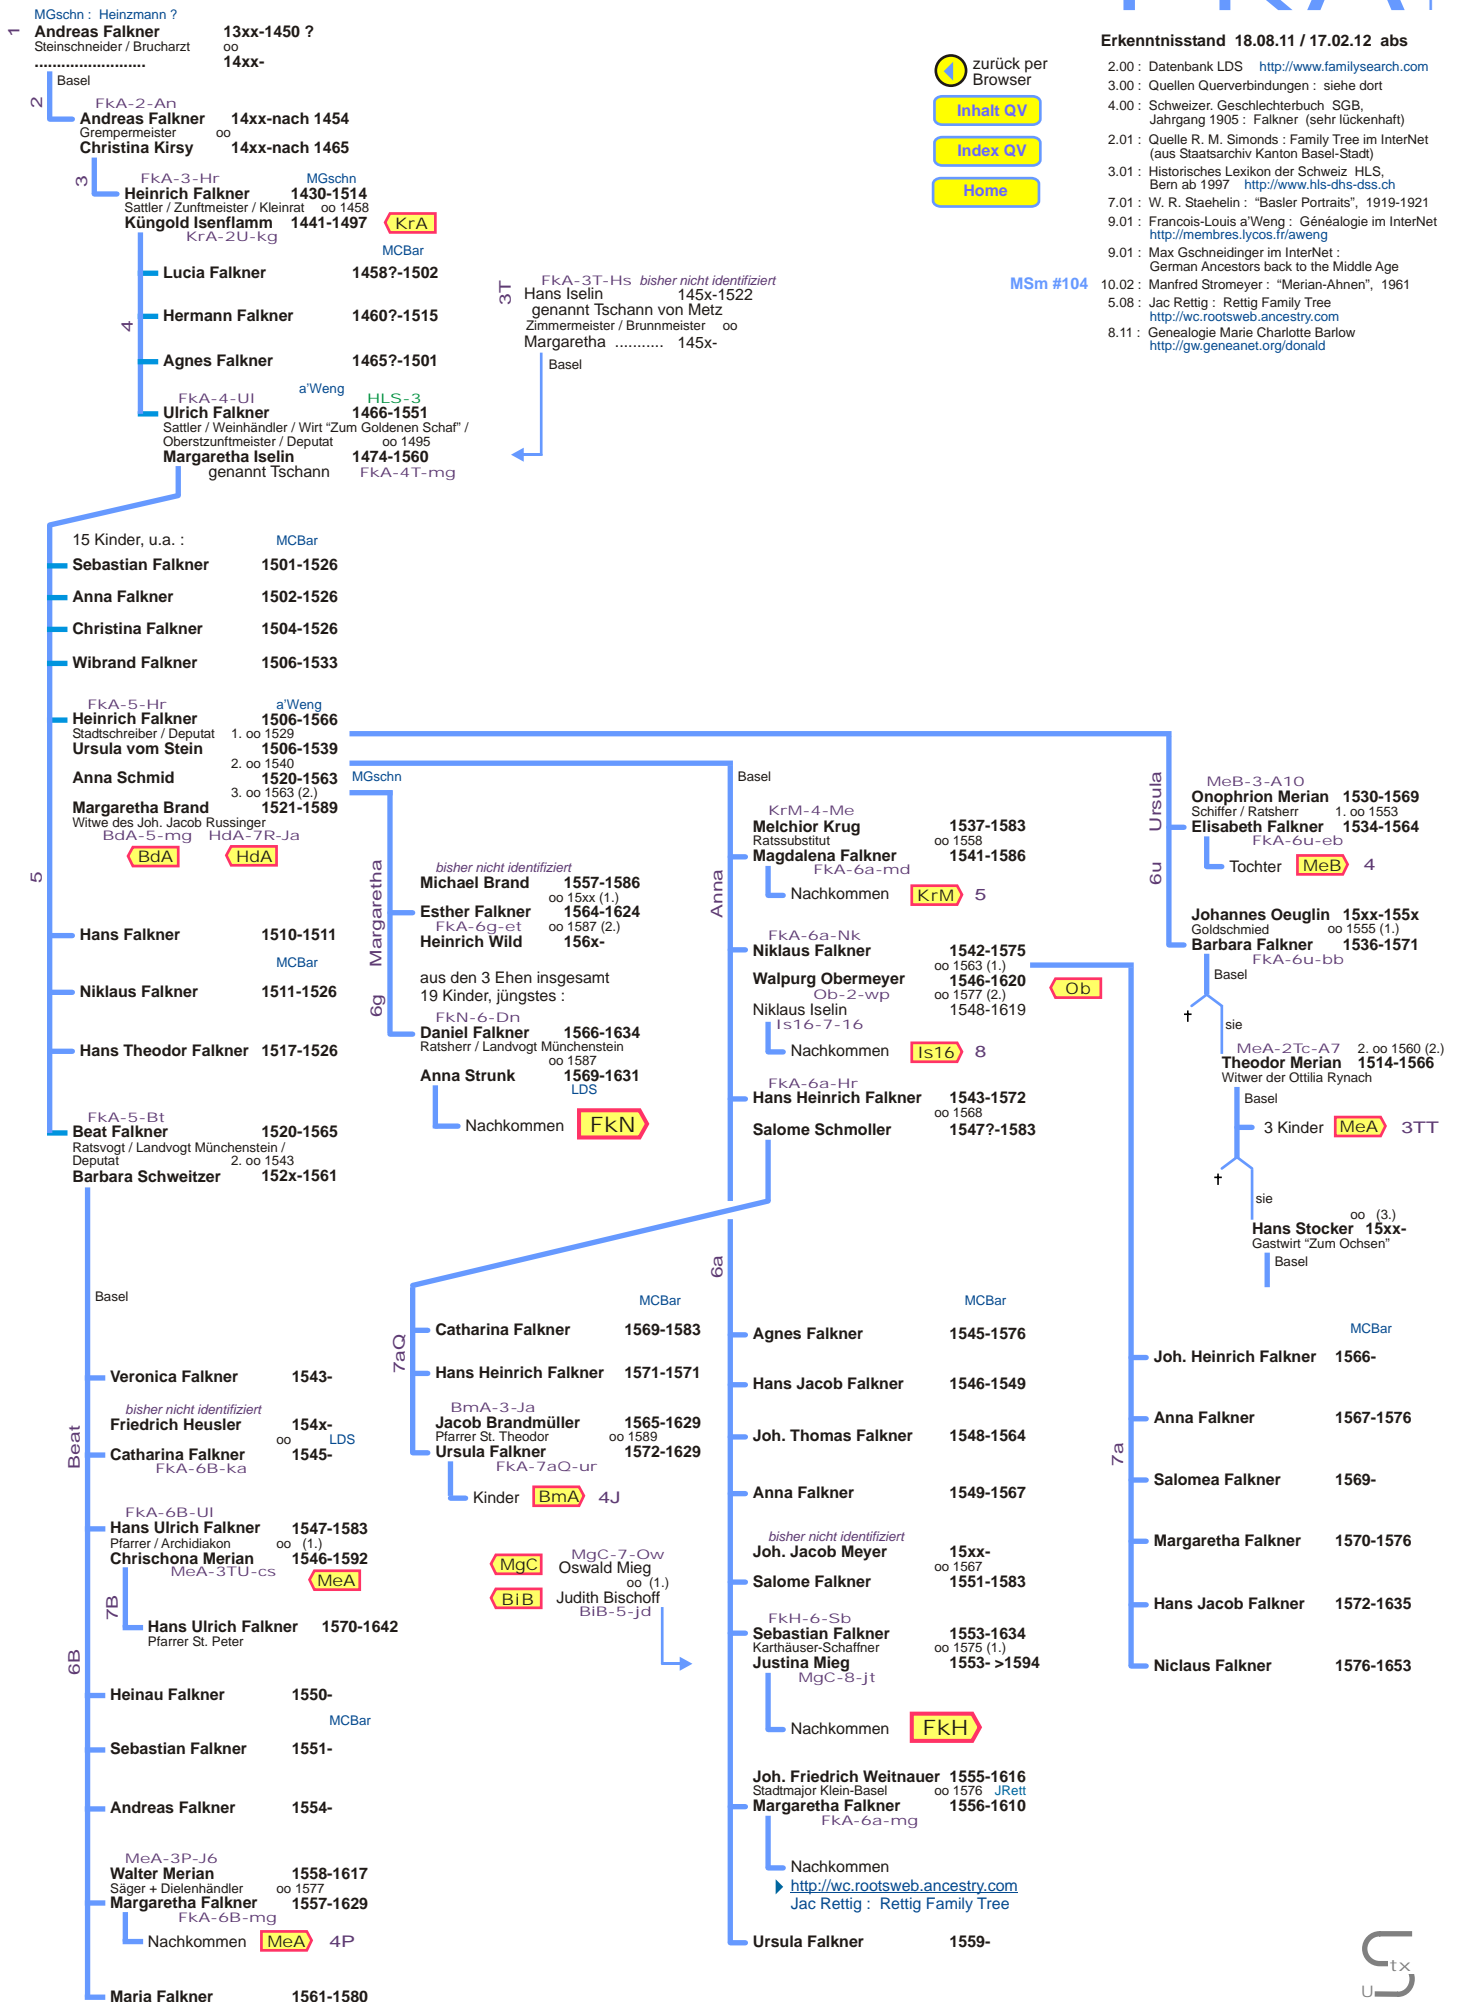 FkA
MGschn : Heinzmann ?
1
Andreas Falkner 13xx-1450 ?
Steinschneider / Brucharzt oo
......................... 14xx-
Basel
2
FkA-2-An
Andreas Falkner 14xx-nach 1454
Grempermeister oo
Christina Kirsy 14xx-nach 1465
3
FkA-3-Hr MGschn
Heinrich Falkner 1430-1514
Sattler / Zunftmeister / Kleinrat oo 1458
Küngold Isenflamm 1441-1497 KrA
KrA-2U-kg
MCBar
4
Lucia Falkner 1458?-1502
Hermann Falkner 1460?-1515
Agnes Falkner 1465?-1501
a'Weng
FkA-4-Ul HLS-3
Ulrich Falkner 1466-1551
Sattler / Weinhändler / Wirt “Zum Goldenen Schaf” /
Oberstzunftmeister / Deputat oo 1495
Margaretha Iselin 1474-1560
genannt Tschann FkA-4T-mg
3T
FkA-3T-Hs bisher nicht identifiziert
Hans Iselin 145x-1522
genannt Tschann von Metz
Zimmermeister / Brunnmeister oo
Margaretha ........... 145x-
Basel
zurück per
Browser
Inhalt QV
Index QV
Home
Erkenntnisstand 18.08.11 / 17.02.12 abs
2.00 : Datenbank LDS http://www.familysearch.com
3.00 : Quellen Querverbindungen : siehe dort
4.00 : Schweizer. Geschlechterbuch SGB,
Jahrgang 1905 : Falkner (sehr lückenhaft)
2.01 : Quelle R. M. Simonds : Family Tree im InterNet
(aus Staatsarchiv Kanton Basel-Stadt)
3.01 : Historisches Lexikon der Schweiz HLS,
Bern ab 1997 http://www.hls-dhs-dss.ch
7.01 : W. R. Staehelin : “Basler Portraits”, 1919-1921
9.01 : Francois-Louis a'Weng : Généalogie im InterNet
http://membres.lycos.fr/aweng
9.01 : Max Gschneidinger im InterNet :
German Ancestors back to the Middle Age
MSm #104 10.02 : Manfred Stromeyer : “Merian-Ahnen”, 1961
5.08 : Jac Rettig : Rettig Family Tree
http://wc.rootsweb.ancestry.com
8.11 : Genealogie Marie Charlotte Barlow
http://gw.geneanet.org/donald
5
15 Kinder, u.a. : MCBar
Sebastian Falkner 1501-1526
Anna Falkner 1502-1526
Christina Falkner 1504-1526
Wibrand Falkner 1506-1533
FkA-5-Hr a'Weng
Heinrich Falkner 1506-1566
Stadtschreiber / Deputat 1. oo 1529
Ursula vom Stein 1506-1539
2. oo 1540
Anna Schmid 1520-1563 MGschn
3. oo 1563 (2.)
Margaretha Brand 1521-1589
Witwe des Joh. Jacob Russinger
BdA-5-mg HdA-7R-Ja
BdA HdA
Hans Falkner 1510-1511
MCBar
Niklaus Falkner 1511-1526
Hans Theodor Falkner 1517-1526
FkA-5-Bt
Beat Falkner 1520-1565
Ratsvogt / Landvogt Münchenstein /
Deputat 2. oo 1543
Barbara Schweitzer 152x-1561
6g Margaretha
bisher nicht identifiziert
Michael Brand 1557-1586
oo 15xx (1.)
Esther Falkner 1564-1624
FkA-6g-et oo 1587 (2.)
Heinrich Wild 156x-
aus den 3 Ehen insgesamt
19 Kinder, jüngstes :
FkN-6-Dn
Daniel Falkner 1566-1634
Ratsherr / Landvogt Münchenstein
oo 1587
Anna Strunk 1569-1631
LDS
Nachkommen FkN
Anna
Basel
KrM-4-Me
Melchior Krug 1537-1583
Ratssubstitut oo 1558
Magdalena Falkner 1541-1586
FkA-6a-md
Nachkommen KrM 5
FkA-6a-Nk
Niklaus Falkner 1542-1575
oo 1563 (1.)
Walpurg Obermeyer 1546-1620 Ob
Ob-2-wp oo 1577 (2.)
Niklaus Iselin 1548-1619
Is16-7-16
Nachkommen Is16 8
FkA-6a-Hr
Hans Heinrich Falkner 1543-1572
oo 1568
Salome Schmoller 1547?-1583
6u Ursula
MeB-3-A10
Onophrion Merian 1530-1569
Schiffer / Ratsherr 1. oo 1553
Elisabeth Falkner 1534-1564
FkA-6u-eb
Tochter MeB 4
Johannes Oeuglin 15xx-155x
Goldschmied oo 1555 (1.)
Barbara Falkner 1536-1571
FkA-6u-bb
Basel
†
sie
MeA-2Tc-A7 2. oo 1560 (2.)
Theodor Merian 1514-1566
Witwer der Ottilia Rynach
Basel
3 Kinder MeA 3TT
†
sie
oo (3.)
Hans Stocker 15xx-
Gastwirt “Zum Ochsen”
Basel
6B Beat
Basel
Veronica Falkner 1543-
bisher nicht identifiziert
Friedrich Heusler 154x-
oo LDS
Catharina Falkner 1545-
FkA-6B-ka
FkA-6B-Ul
Hans Ulrich Falkner 1547-1583
Pfarrer / Archidiakon oo (1.)
Chrischona Merian 1546-1592
MeA-3TU-cs MeA
7B
Hans Ulrich Falkner 1570-1642
Pfarrer St. Peter
Heinau Falkner 1550-
MCBar
Sebastian Falkner 1551-
Andreas Falkner 1554-
MeA-3P-J6
Walter Merian 1558-1617
Säger + Dielenhändler oo 1577
Margaretha Falkner 1557-1629
FkA-6B-mg
Nachkommen MeA 4P
Maria Falkner 1561-1580
7aQ
MCBar
Catharina Falkner 1569-1583
Hans Heinrich Falkner 1571-1571
BmA-3-Ja
Jacob Brandmüller 1565-1629
Pfarrer St. Theodor oo 1589
Ursula Falkner 1572-1629
FkA-7aQ-ur
Kinder BmA 4J
MgC MgC-7-Ow
Oswald Mieg
oo (1.)
BiB Judith Bischoff
BiB-5-jd
6a
MCBar
Agnes Falkner 1545-1576
Hans Jacob Falkner 1546-1549
Joh. Thomas Falkner 1548-1564
Anna Falkner 1549-1567
bisher nicht identifiziert
Joh. Jacob Meyer 15xx-
oo 1567
Salome Falkner 1551-1583
FkH-6-Sb
Sebastian Falkner 1553-1634
Karthäuser-Schaffner oo 1575 (1.)
Justina Mieg 1553- >1594
MgC-8-jt
Nachkommen FkH
Joh. Friedrich Weitnauer 1555-1616
Stadtmajor Klein-Basel oo 1576 JRett
Margaretha Falkner 1556-1610
FkA-6a-mg
Nachkommen
http://wc.rootsweb.ancestry.com
Jac Rettig : Rettig Family Tree
Ursula Falkner 1559-
7a
MCBar
Joh. Heinrich Falkner 1566-
Anna Falkner 1567-1576
Salomea Falkner 1569-
Margaretha Falkner 1570-1576
Hans Jacob Falkner 1572-1635
Niclaus Falkner 1576-1653
U S tx